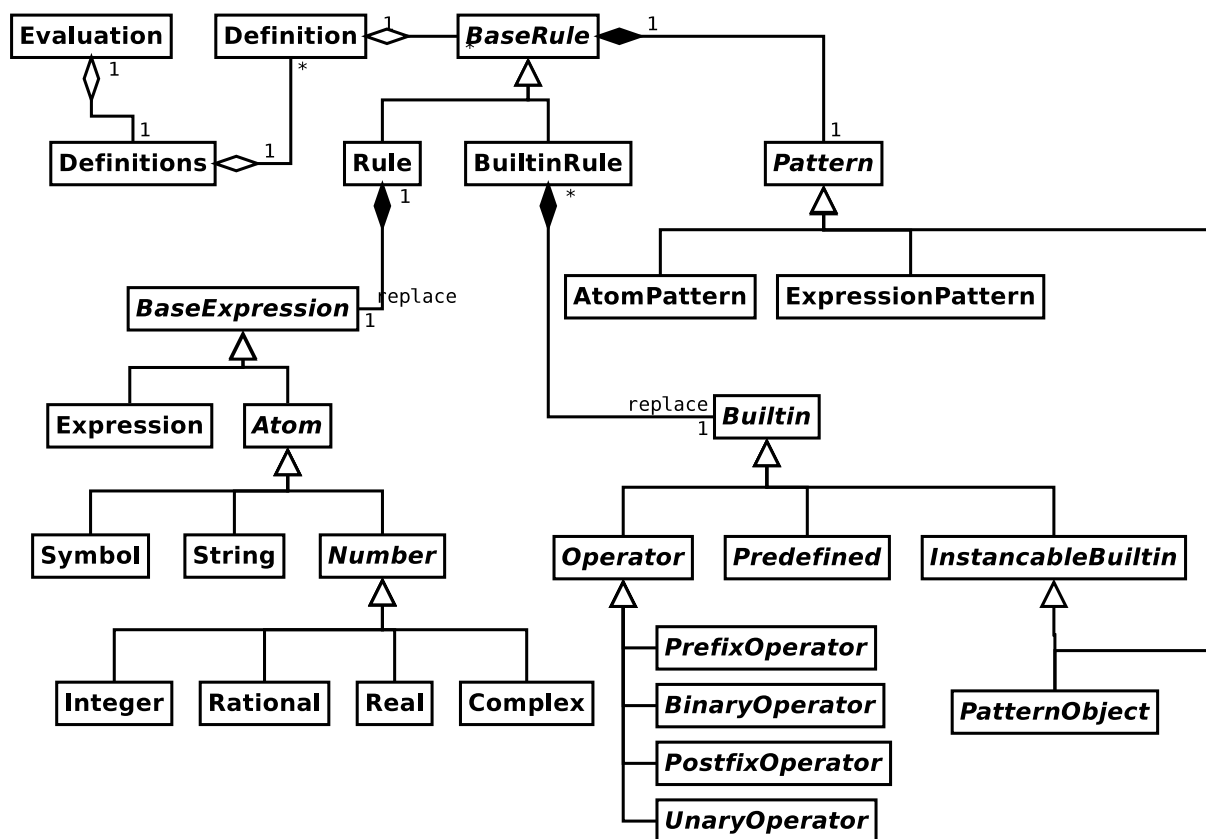 1 1
Evaluation Definition BaseRule
1 * *
1 1 1
Definitions Rule BuiltinRule Pattern
1 *
BaseExpression replace AtomPattern ExpressionPattern
1
Expression Atom replace Builtin
1
Symbol String Number Operator Predefined InstancableBuiltin
PrefixOperator
Integer Rational Real Complex BinaryOperator PatternObject
PostfixOperator
UnaryOperator